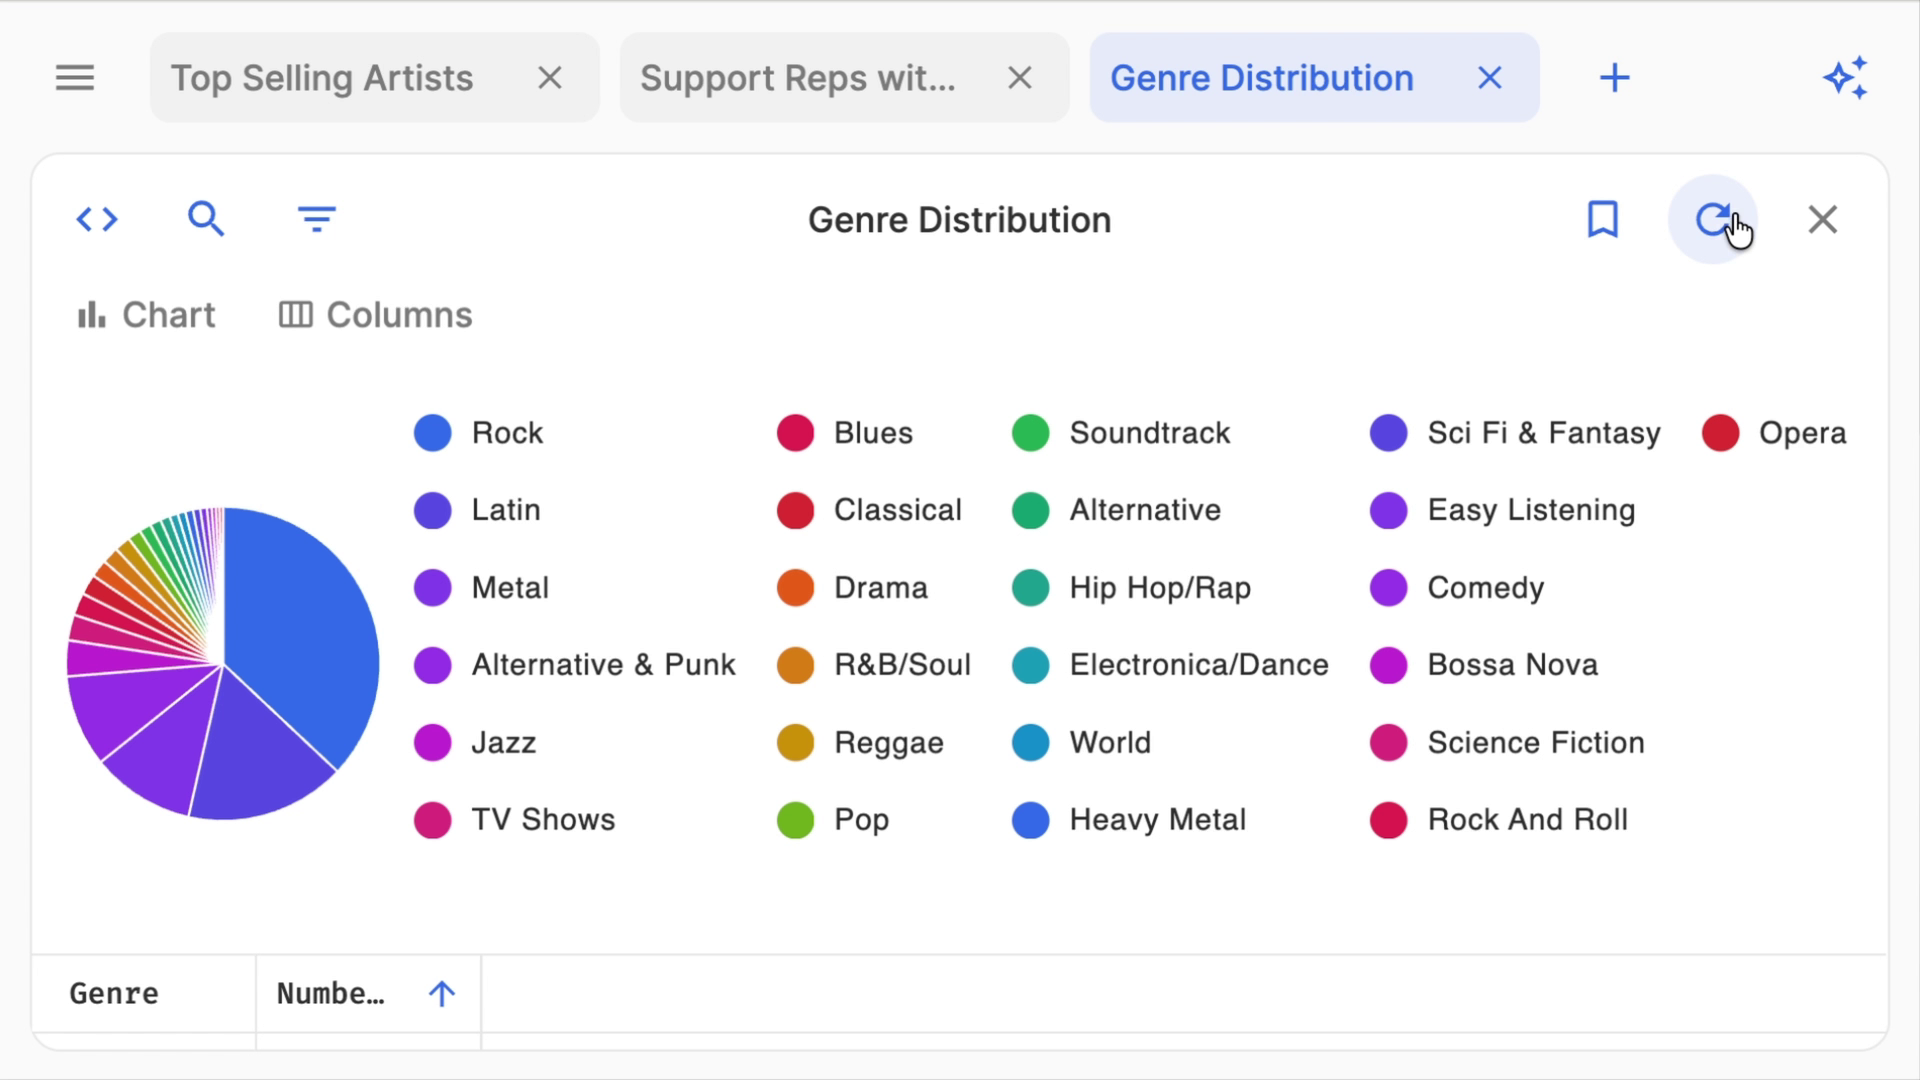 Top Selling Artists
Support Reps wit...
Genre Distribution
Genre Distribution
Chart
Columns
Rock
Latin
Metal
Alternative & Punk
Jazz
TV Shows
Blues
Classical
Drama
R&B/Soul
Reggae
Pop
Soundtrack
Alternative
Hip Hop/Rap
Electronica/Dance
World
Heavy Metal
Sci Fi & Fantasy
Easy Listening
Comedy
Bossa Nova
Science Fiction
Rock And Roll
Opera
Genre
Numbe…